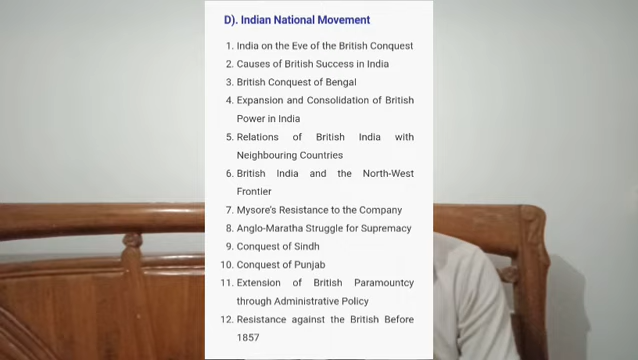 D). Indian National Movement
1. India on the Eve of the British Conquest
2. Causes of British Success in India
3. British Conquest of Bengal
4. Expansion and Consolidation of British
Power in India
5. Relations of British India with
Neighbouring Countries
6. British India and the North-West
Frontier
7. Mysore's Resistance to the Company
8. Anglo-Maratha Struggle for Supremacy
9. Conquest of Sindh
10. Conquest of Punjab
11. Extension of British Paramountcy
through Administrative Policy
12. Resistance against the British Before
1857